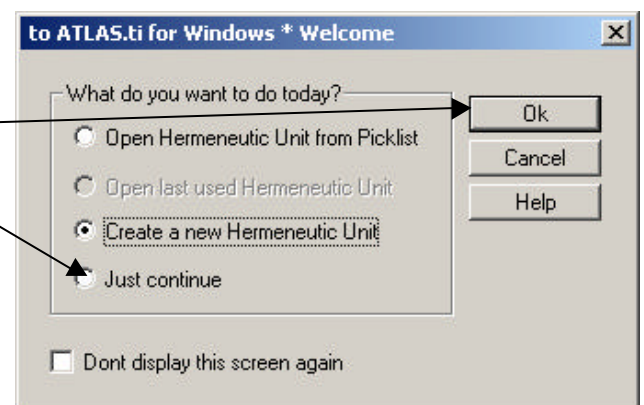 to ATLAS.ti for Windows * Welcome
What do you want to do today?
Open Hermeneutic Unit from Picklist
Open last used Hermeneutic Unit
Create a new Hermeneutic Unit
Just continue
Ok
Cancel
Help
Dont display this screen again